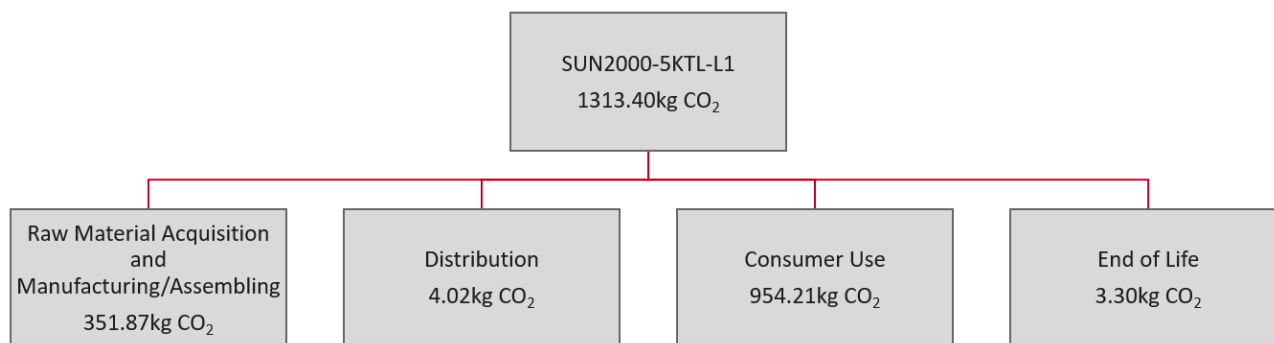 SUN2000-5KTL-L1
1313.40kg CO₂
Raw Material Acquisition
and
Manufacturing/Assembling
351.87kg CO₂
Distribution
4.02kg CO₂
Consumer Use
954.21kg CO₂
End of Life
3.30kg CO₂